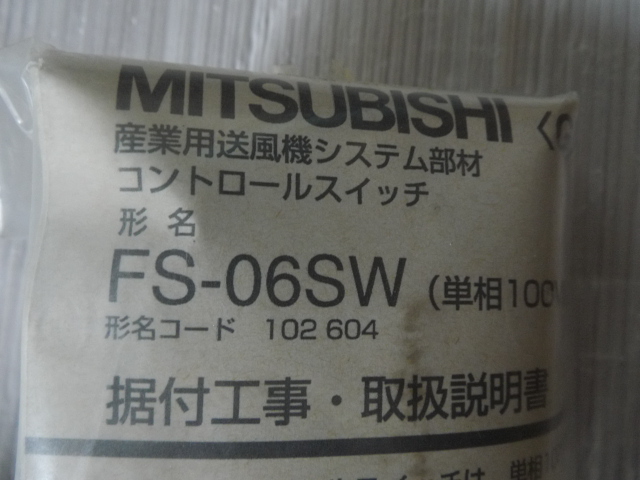 MITSUBISHI
産業用送風機システム部材
コントロールスイッチ
形名
FS-06SW (単相100V
形名コード 102 604
据付工事・取扱説明書